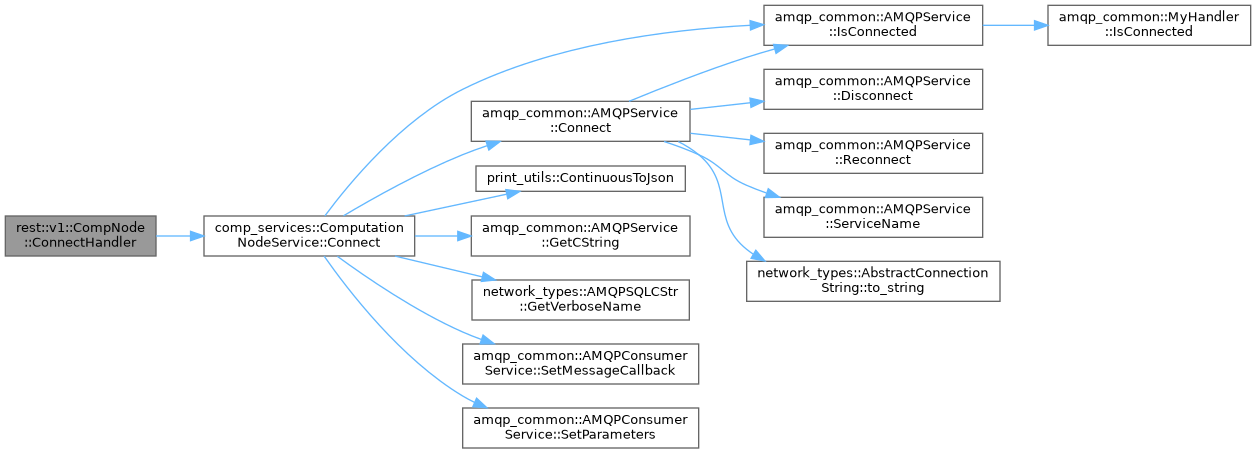 rest::v1::CompNode
::ConnectHandler
comp_services::Computation
NodeService::Connect
amqp_common::AMQPService
::IsConnected
amqp_common::MyHandler
::IsConnected
amqp_common::AMQPService
::Connect
amqp_common::AMQPService
::Disconnect
amqp_common::AMQPService
::Reconnect
amqp_common::AMQPService
::ServiceName
network_types::AbstractConnection
String::to_string
print_utils::ContinuousToJson
amqp_common::AMQPService
::GetCString
network_types::AMQPSQLCStr
::GetVerboseName
amqp_common::AMQPConsumer
Service::SetMessageCallback
amqp_common::AMQPConsumer
Service::SetParameters